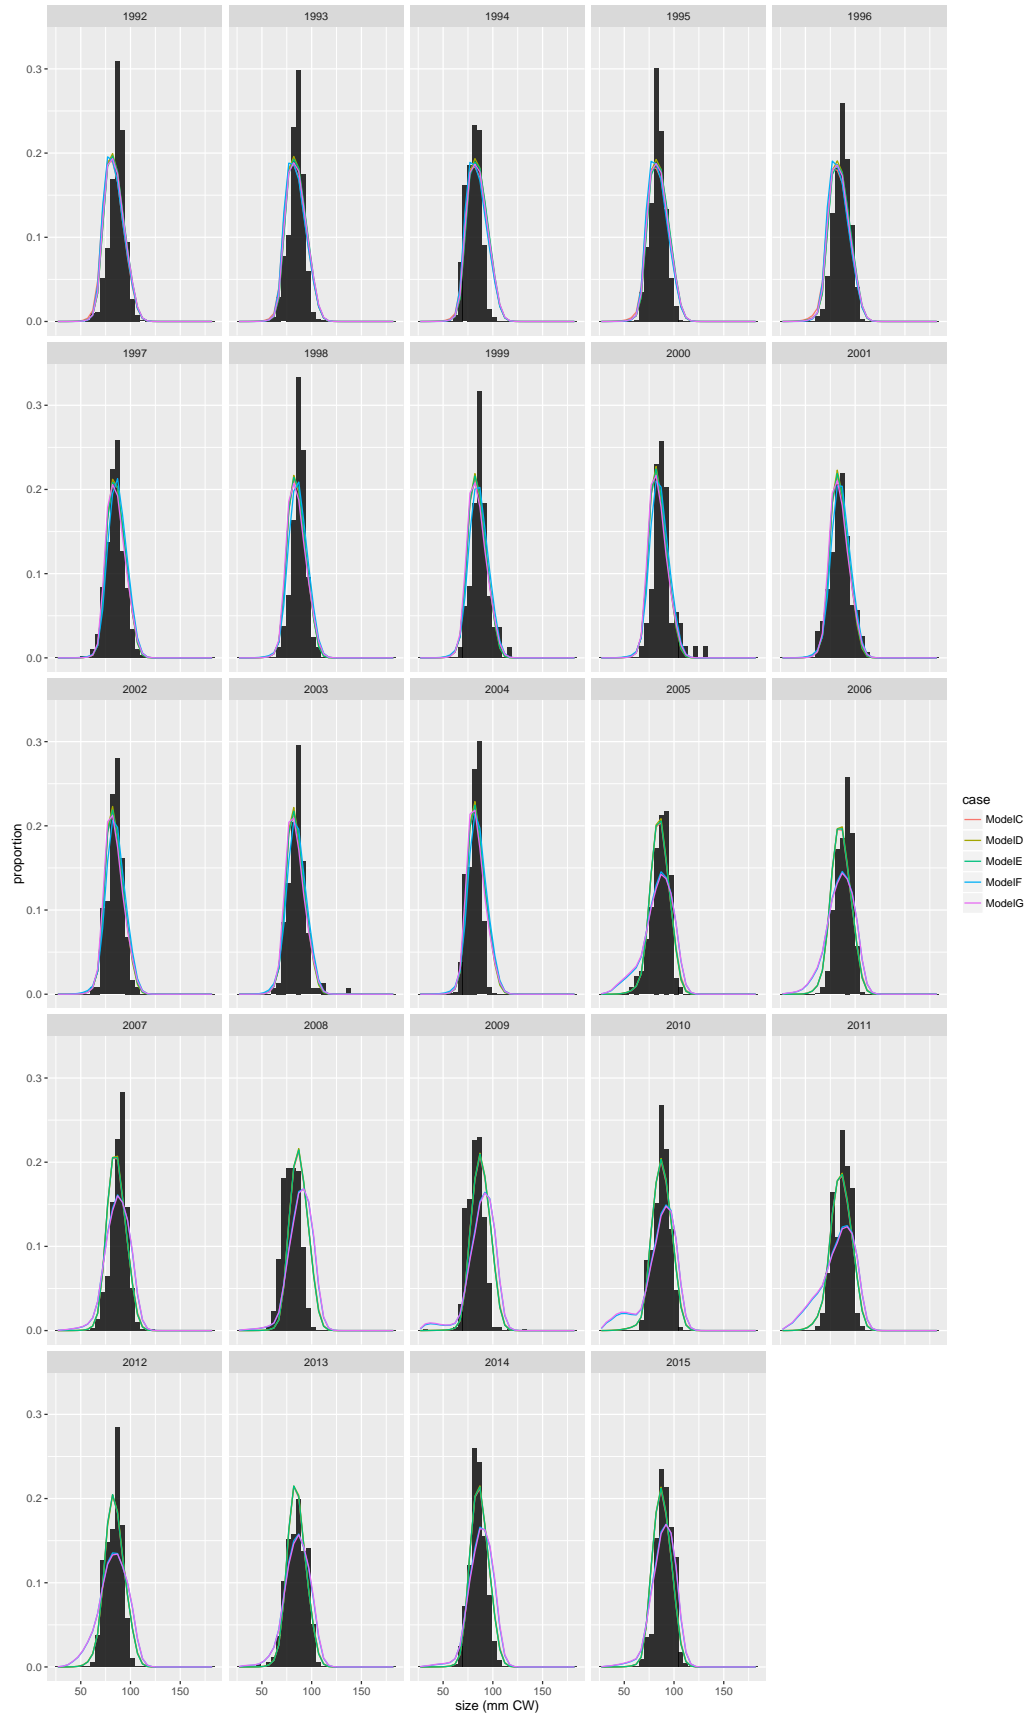 1992 1993 1994 1995 1996
0.3
0.2
0.1
0.0
1997 1998 1999 2000 2001
0.3
0.2
0.1
0.0
2002 2003 2004 2005 2006
0.3
0.2
0.1
0.0
proportion
case
ModelC
ModelD
ModelE
ModelF
ModelG
2007 2008 2009 2010 2011
0.3
0.2
0.1
0.0
2012 2013 2014 2015
0.3
0.2
0.1
0.0
50 100 150 50 100 150 50 100 150 50 100 150
size (mm CW)